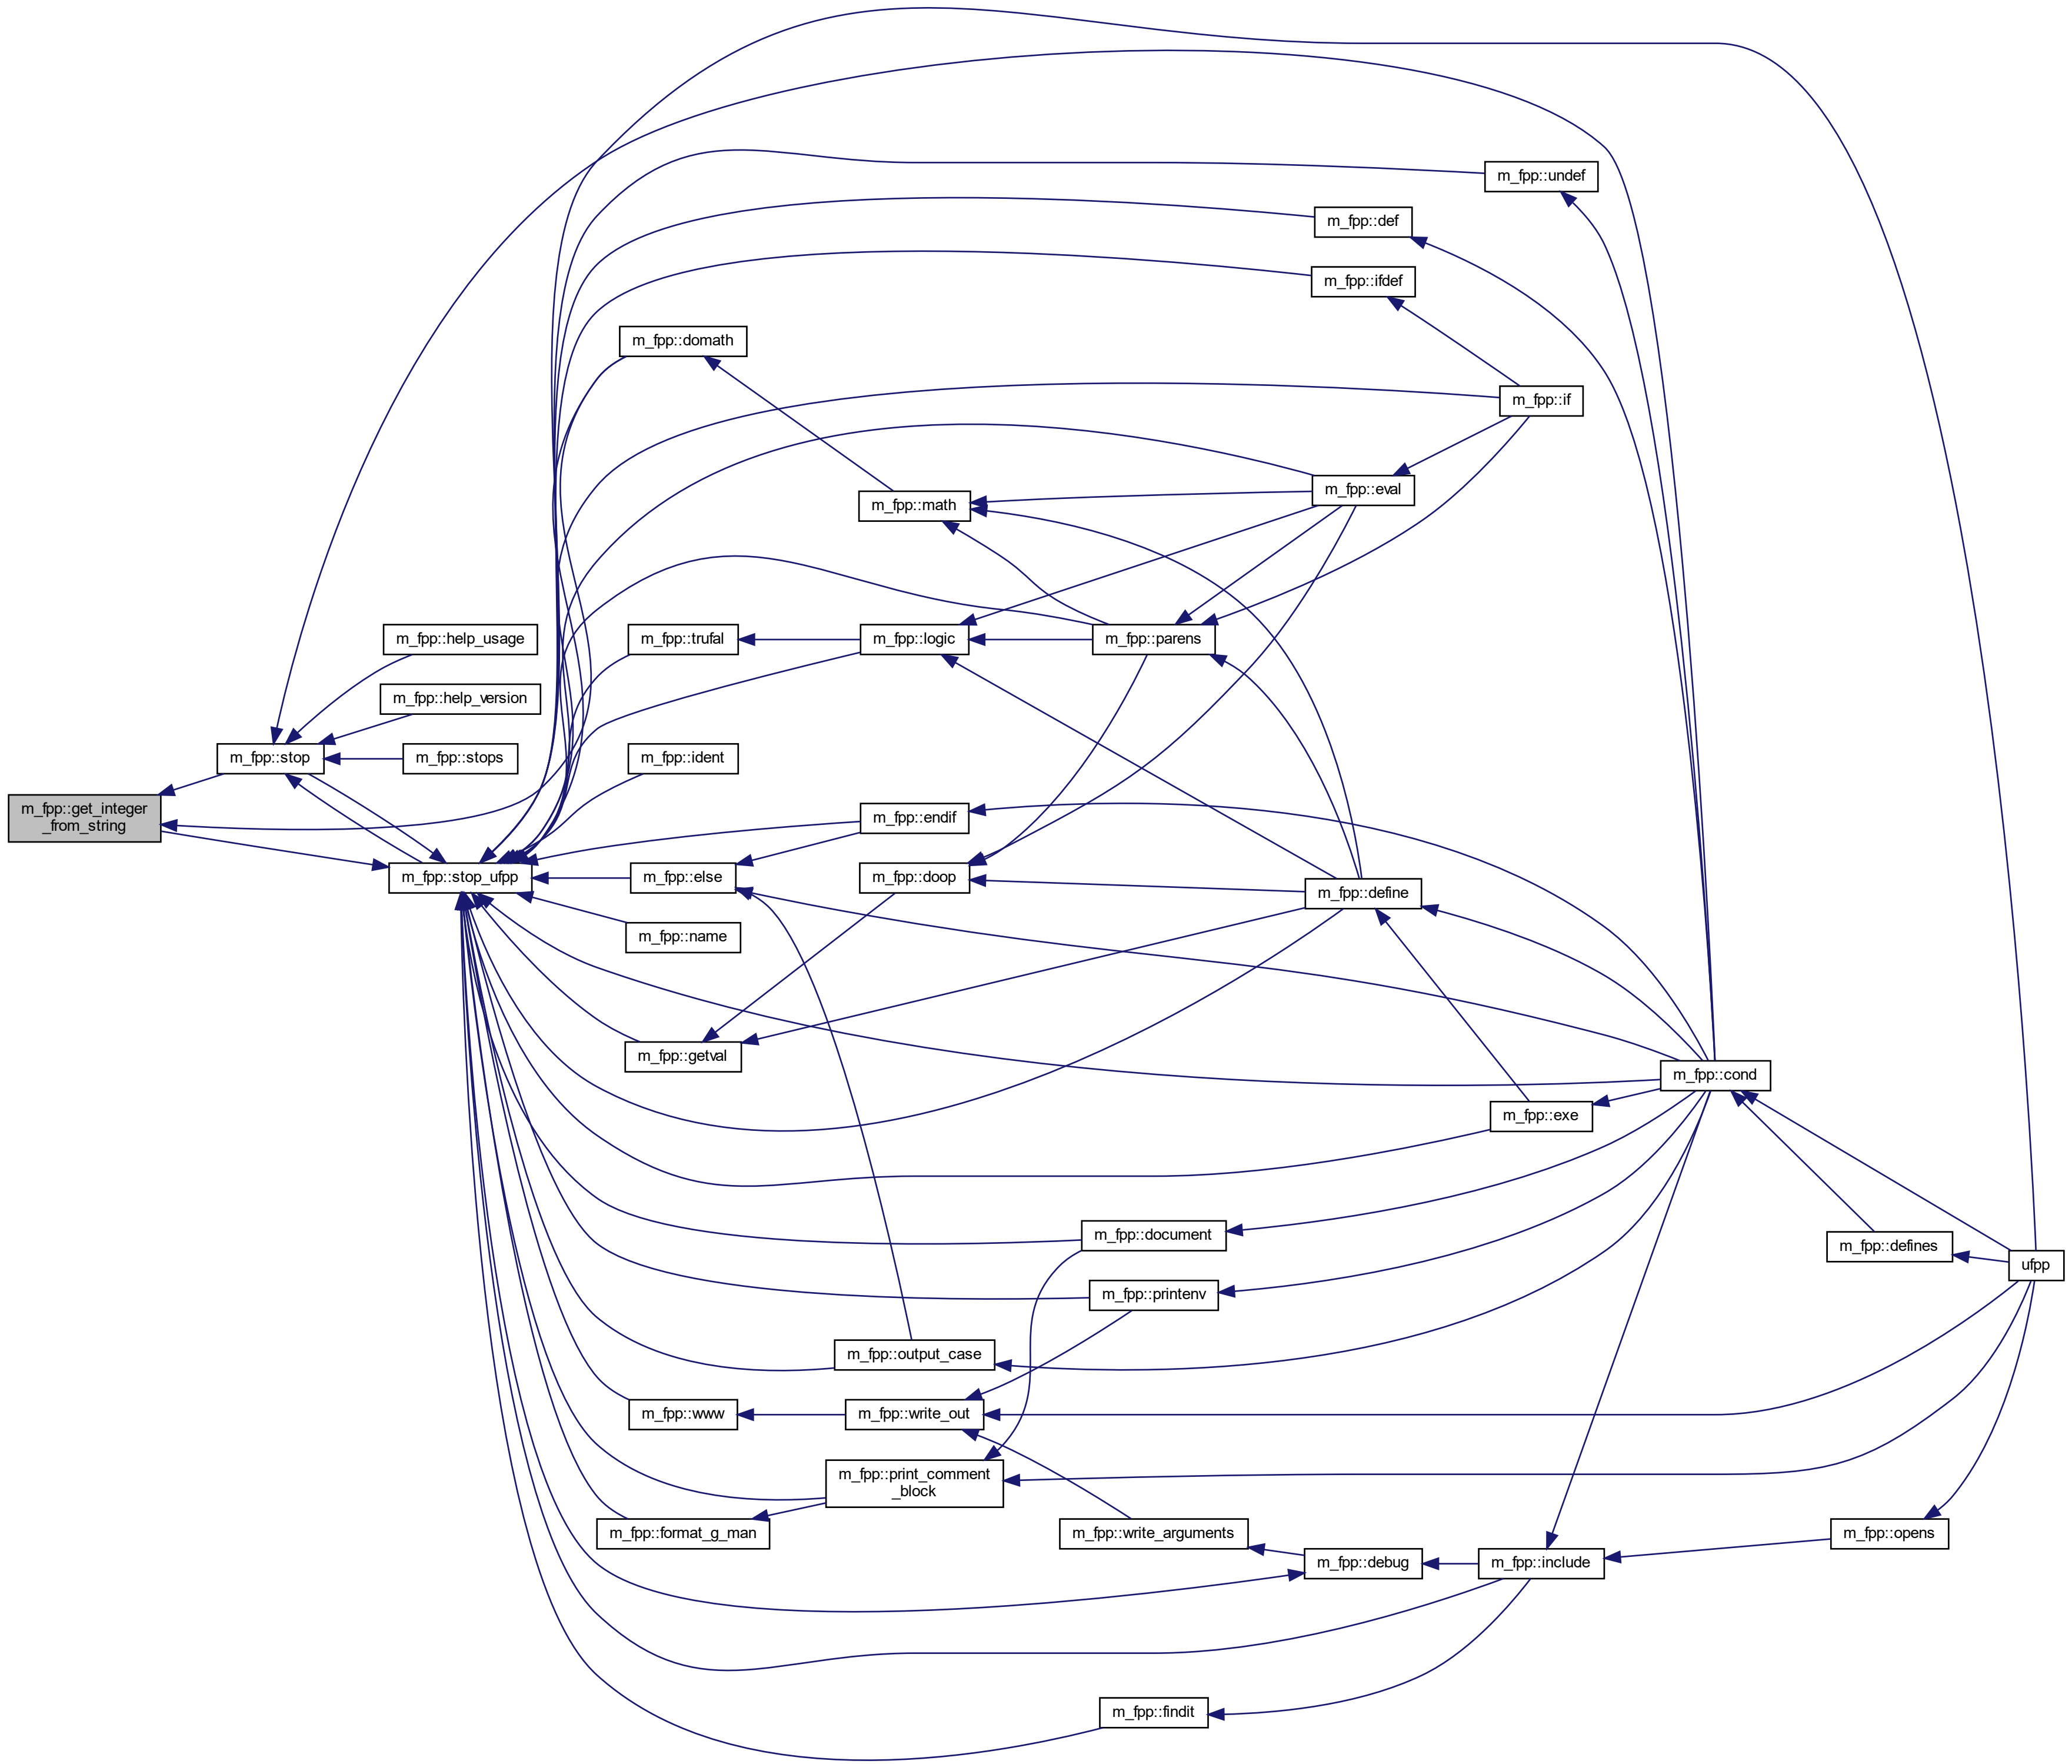 m_fpp::undef
m_fpp::def
m_fpp::ifdef
m_fpp::domath
m_fpp::if
m_fpp::eval
m_fpp::math
m_fpp::help_usage
m_fpp::trufal
m_fpp::logic
m_fpp::parens
m_fpp::help_version
m_fpp::stop
m_fpp::stops
m_fpp::ident
m_fpp::get_integer
_from_string
m_fpp::endif
m_fpp::stop_ufpp
m_fpp::else
m_fpp::doop
m_fpp::define
m_fpp::name
m_fpp::getval
m_fpp::cond
m_fpp::exe
m_fpp::document
m_fpp::defines
ufpp
m_fpp::printenv
m_fpp::output_case
m_fpp::www
m_fpp::write_out
m_fpp::print_comment
_block
m_fpp::format_g_man
m_fpp::write_arguments
m_fpp::opens
m_fpp::debug
m_fpp::include
m_fpp::findit